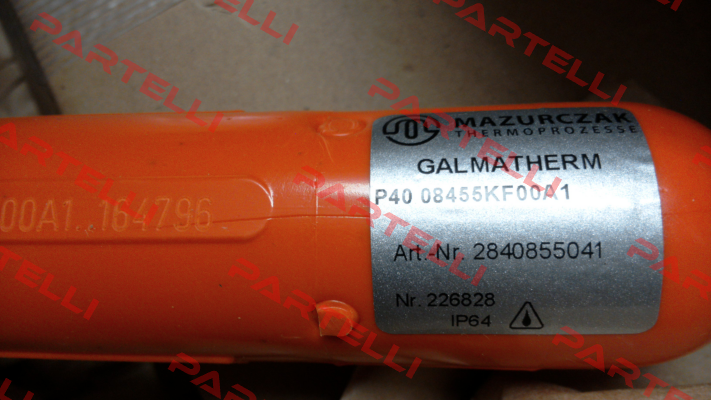 MAZURCZAK
THERMOPROZESSE
GALMATHERM
P40 08455KF00A1
Art.-Nr. 2840855041
Nr. 226828
IP64
00A1..164796
PARTELLI
PARTELLI
PARTELLI
PARTELLI
PARTELLI
PARTELLI
PARTELLI
PARTELLI
PARTELLI